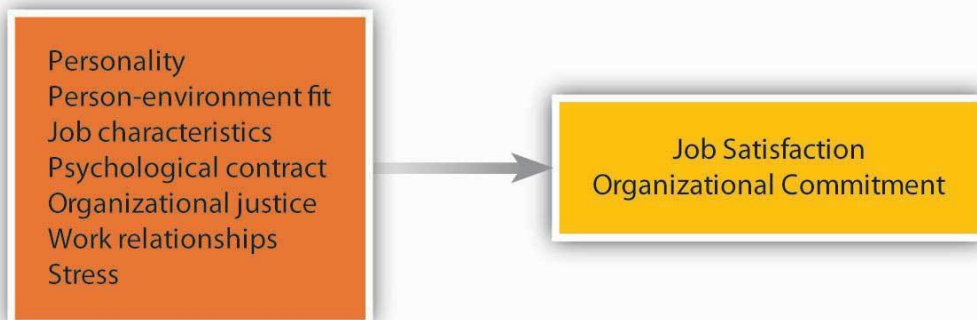 Personality
Person-environment fit
Job characteristics
Psychological contract
Organizational justice
Work relationships
Stress
Job Satisfaction
Organizational Commitment